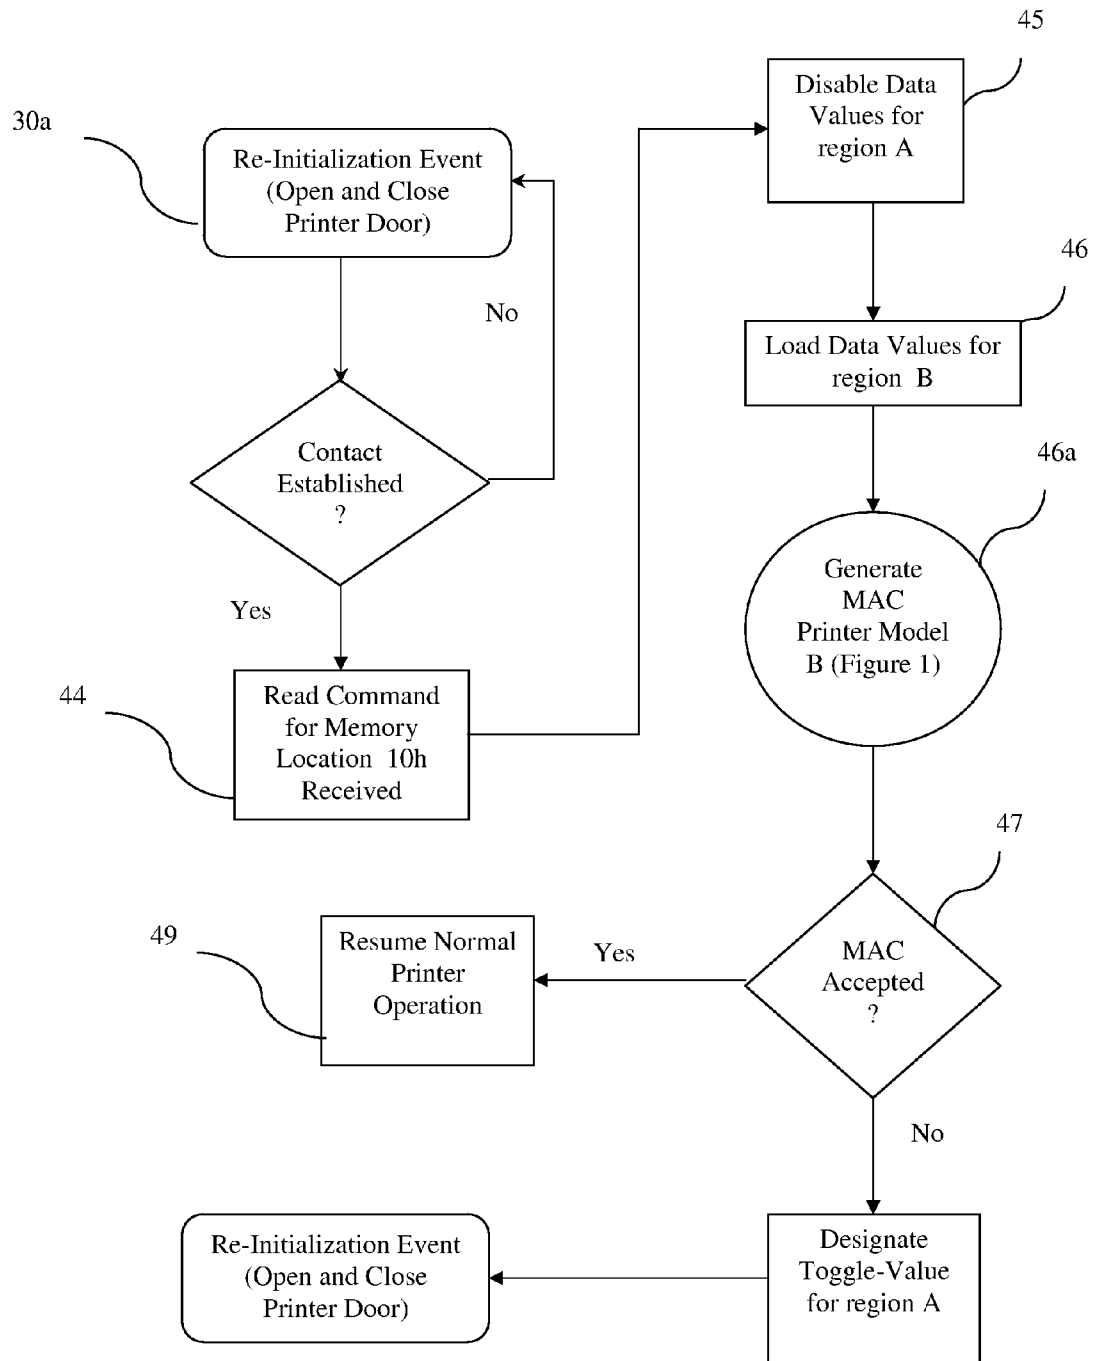 30a
Re-Initialization Event
(Open and Close
Printer Door)
No
Contact
Established
?
Yes
44
Read Command
for Memory
Location 10h
Received
45
Disable Data
Values for
region A
46
Load Data Values for
region B
46a
Generate
MAC
Printer Model
B (Figure 1)
47
MAC
Accepted
?
Yes
49
Resume Normal
Printer
Operation
No
Designate
Toggle-Value
for region A
Re-Initialization Event
(Open and Close
Printer Door)